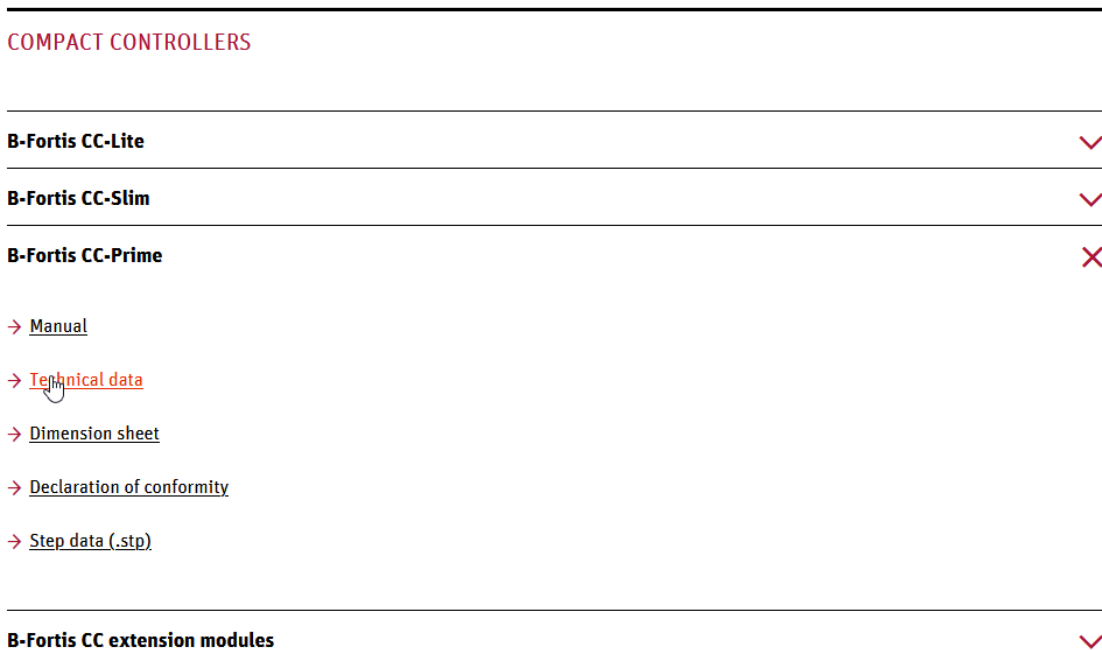 COMPACT CONTROLLERS
B-Fortis CC-Lite
B-Fortis CC-Slim
B-Fortis CC-Prime
Manual
Technical data
Dimension sheet
Declaration of conformity
Step data (.stp)
B-Fortis CC extension modules